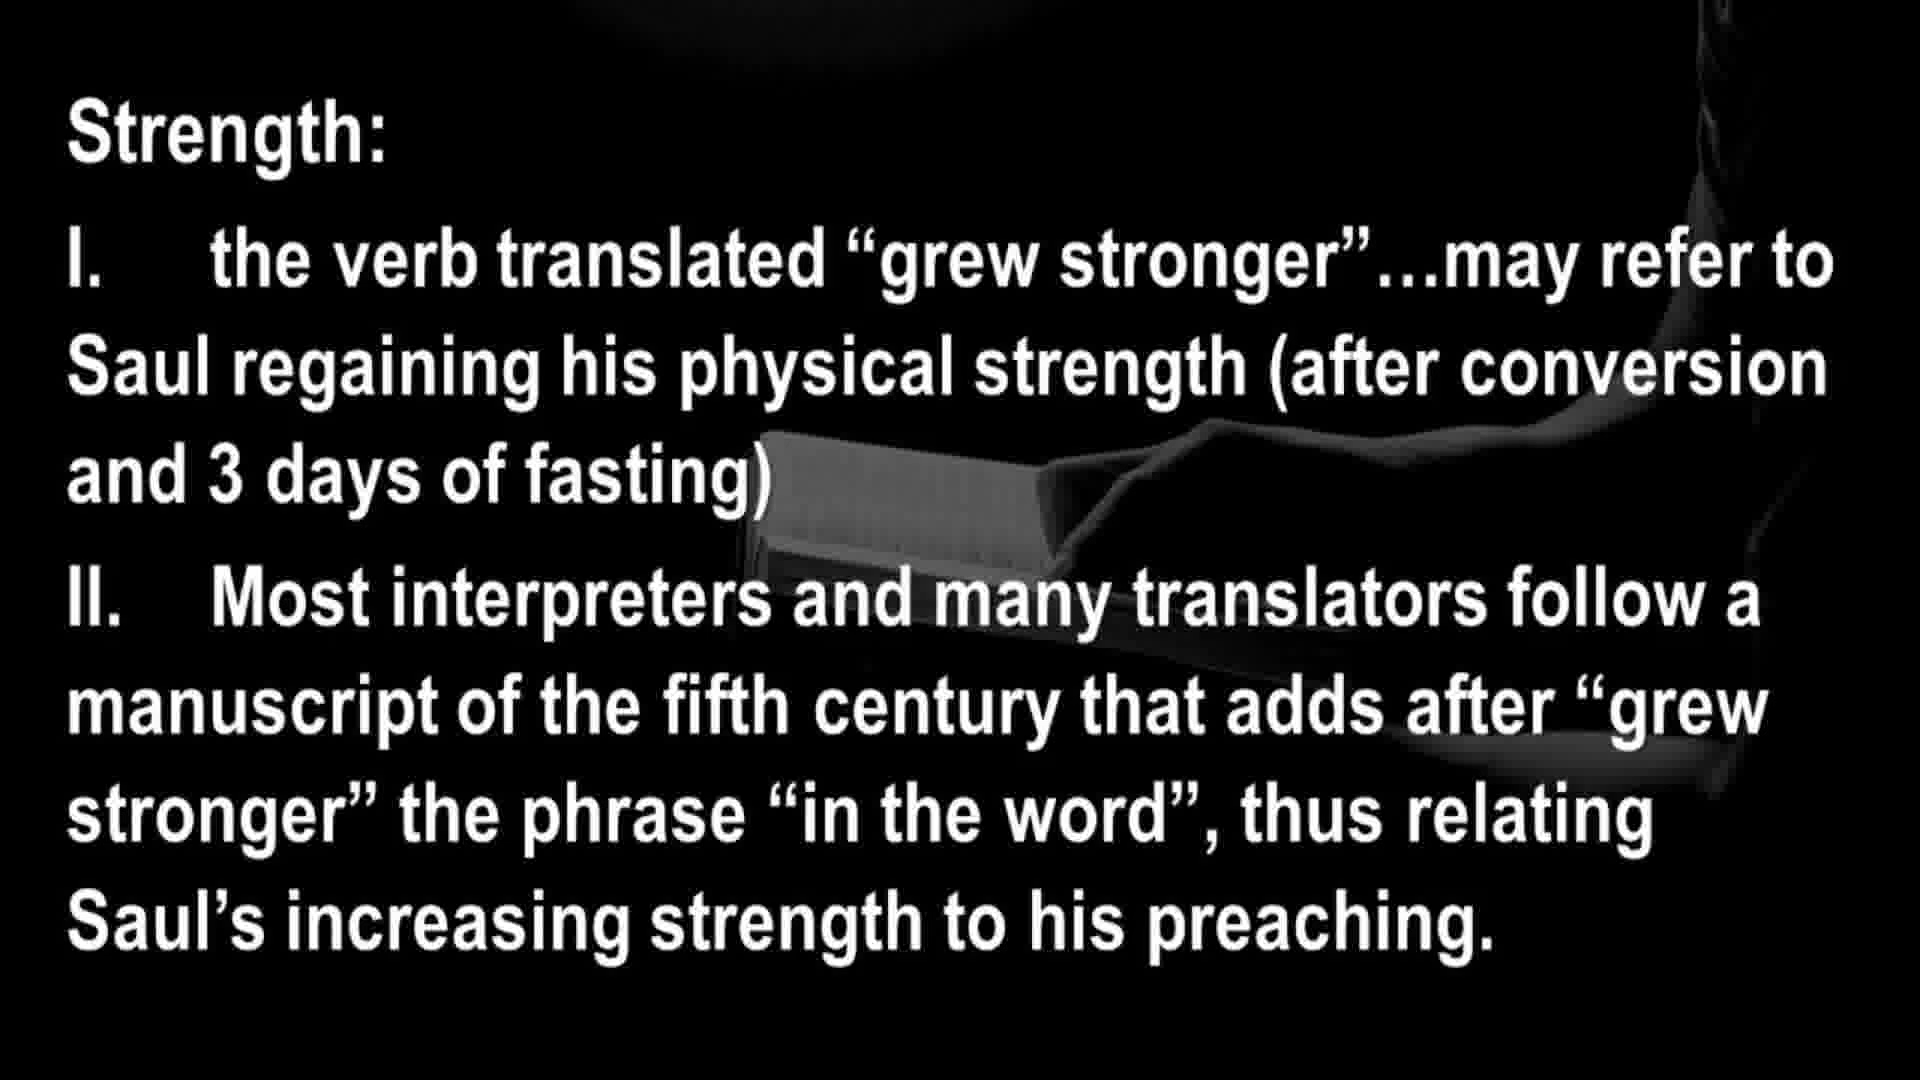 Strength:
I. the verb translated “grew stronger”…may refer to
Saul regaining his physical strength (after conversion
and 3 days of fasting)
II. Most interpreters and many translators follow a
manuscript of the fifth century that adds after “grew
stronger” the phrase “in the word”, thus relating
Saul’s increasing strength to his preaching.